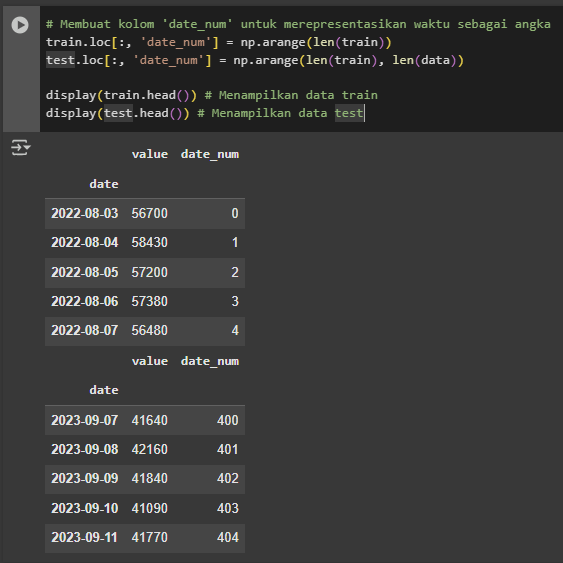 # Membuat kolom 'date_num' untuk merepresentasikan waktu sebagai angka
train.loc[:, 'date_num'] = np.arange(len(train))
test.loc[:, 'date_num'] = np.arange(len(train), len(data))
display(train.head()) # Menampilkan data train
display(test.head()) # Menampilkan data test
value date_num
date
2022-08-03 56700 0
2022-08-04 58430 1
2022-08-05 57200 2
2022-08-06 57380 3
2022-08-07 56480 4
value date_num
date
2023-09-07 41640 400
2023-09-08 42160 401
2023-09-09 41840 402
2023-09-10 41090 403
2023-09-11 41770 404